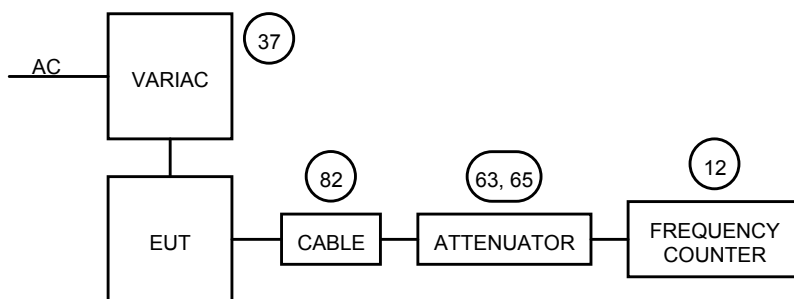 37
AC
VARIAC
82
63, 65
12
EUT
CABLE
ATTENUATOR
FREQUENCY
COUNTER